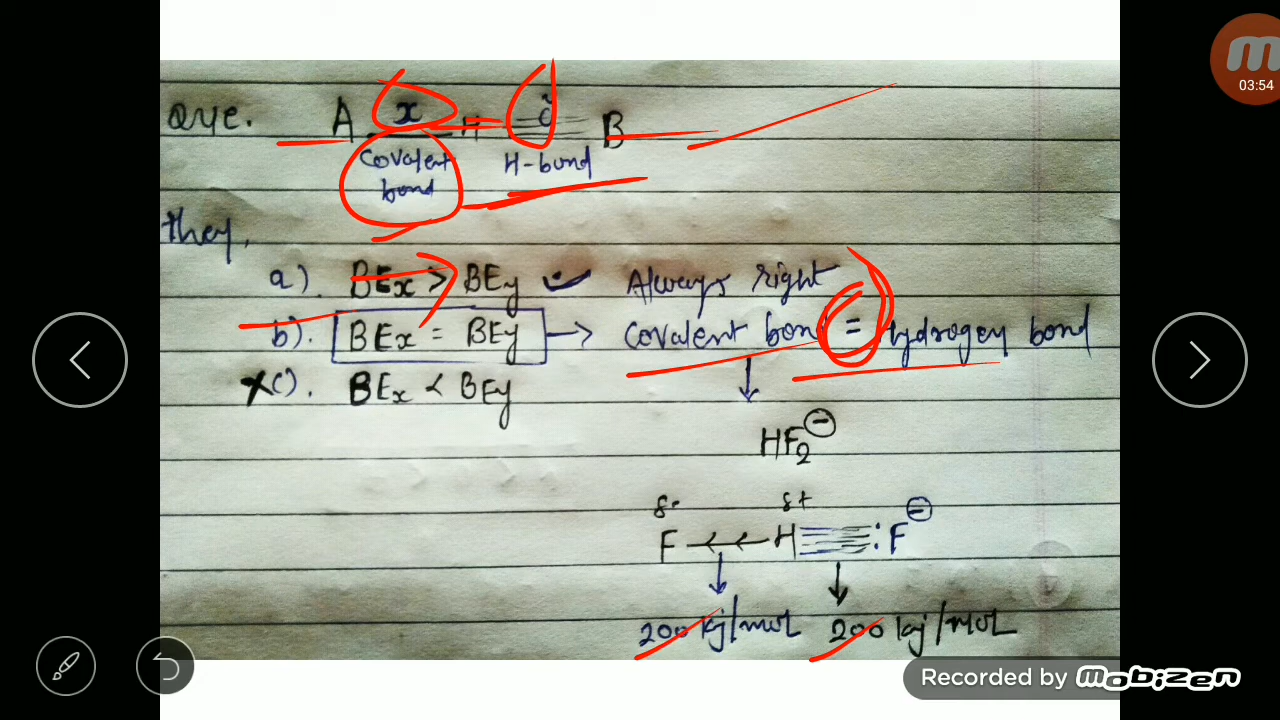 03:54
Que. A x H B
Covalent bond H-bond
they,
a). BEx > BEy Always right
b). BEx = BEy → Covalent bond = hydrogen bond
x c). BEx < BEy
HF2⊖
δ- δ+ ⊖
F H :F
200 kj/mol 200 kj/mol
Recorded by mobizen